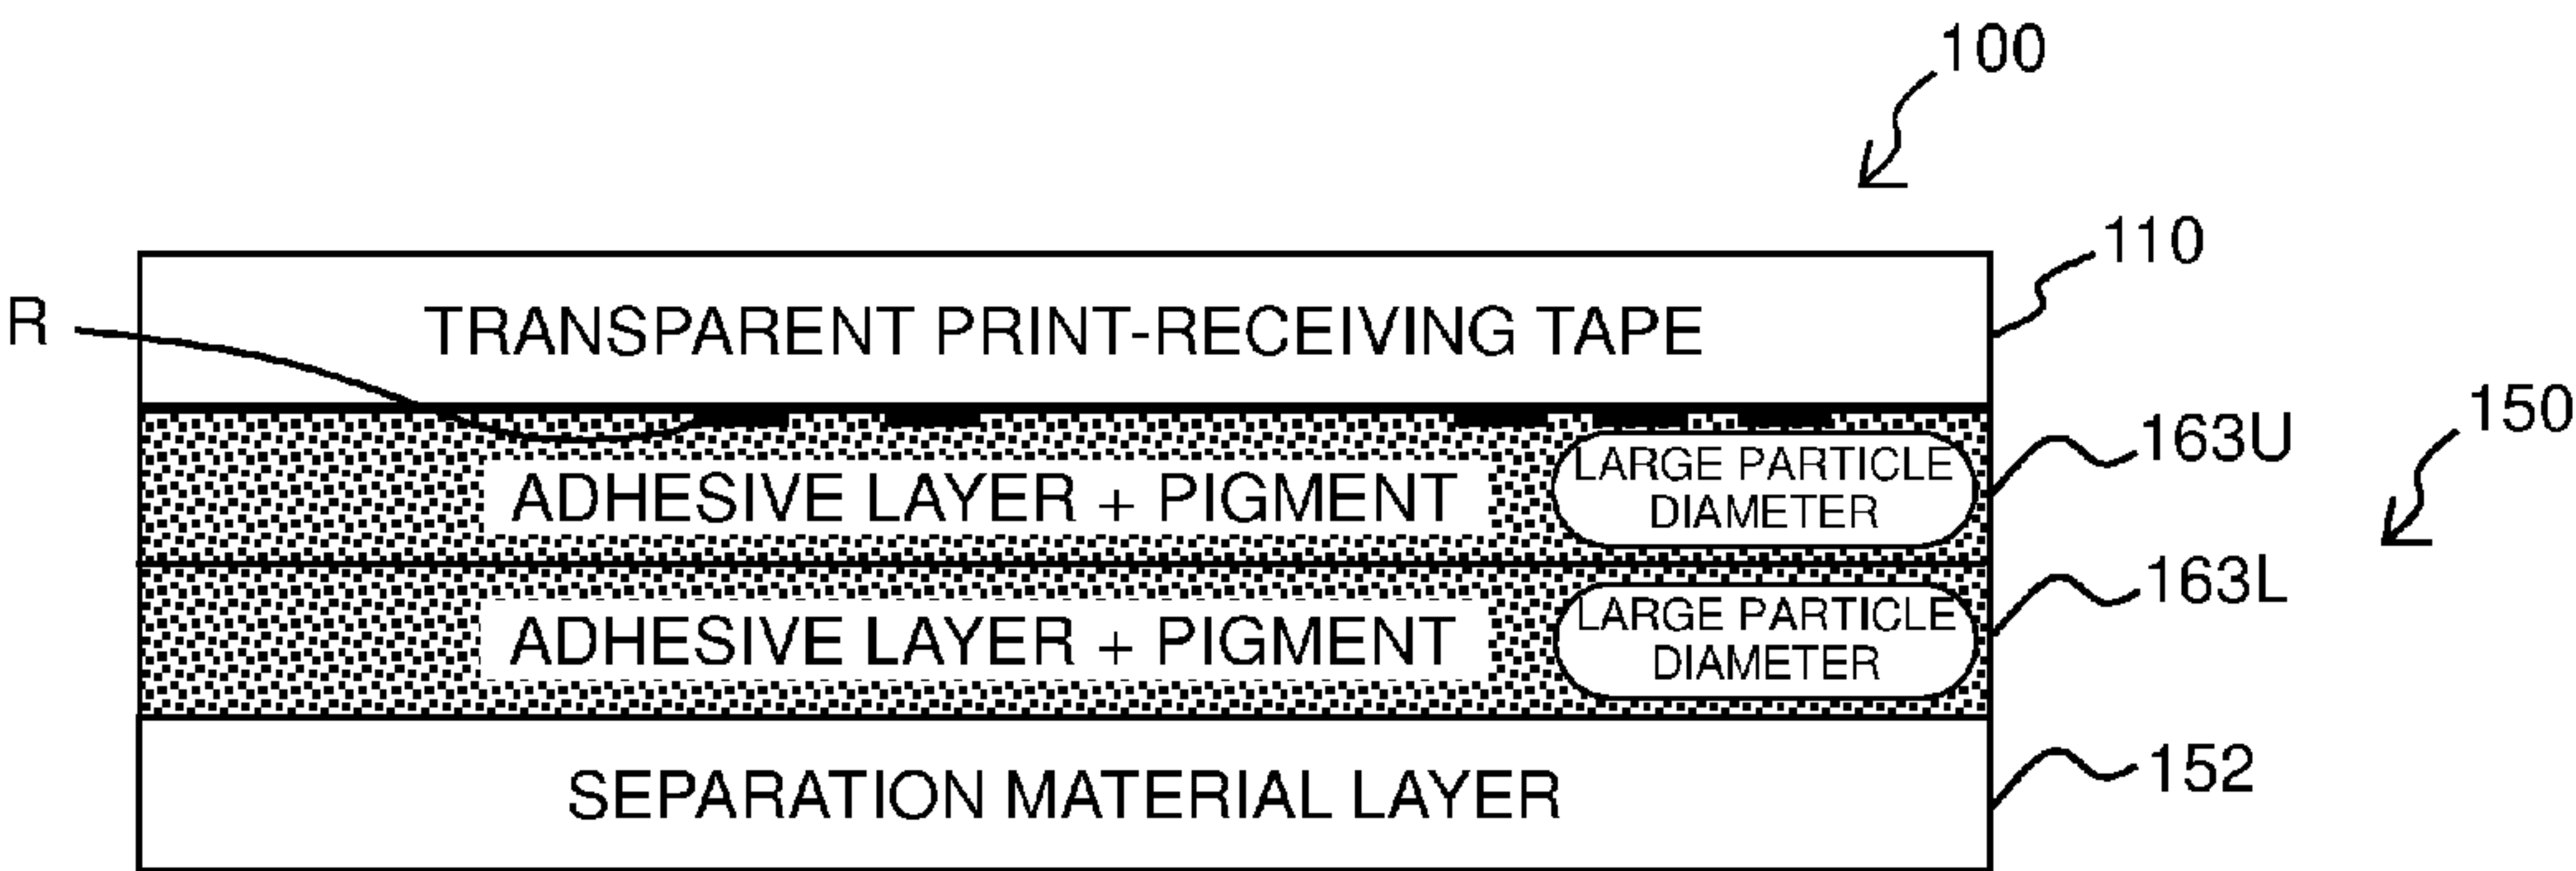 100
110
R
TRANSPARENT PRINT-RECEIVING TAPE
150
163U
ADHESIVE LAYER + PIGMENT
LARGE PARTICLE
DIAMETER
163L
ADHESIVE LAYER + PIGMENT
LARGE PARTICLE
DIAMETER
152
SEPARATION MATERIAL LAYER